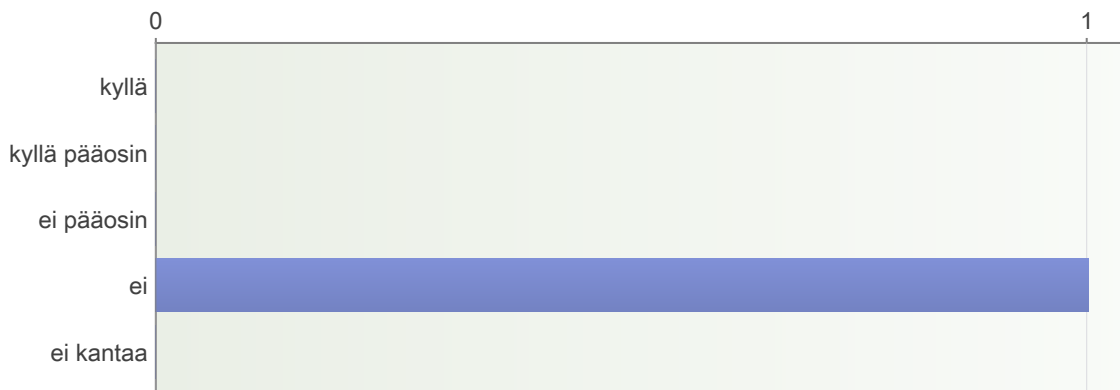 0 1
kyllä
kyllä pääosin
ei pääosin
ei
ei kantaa